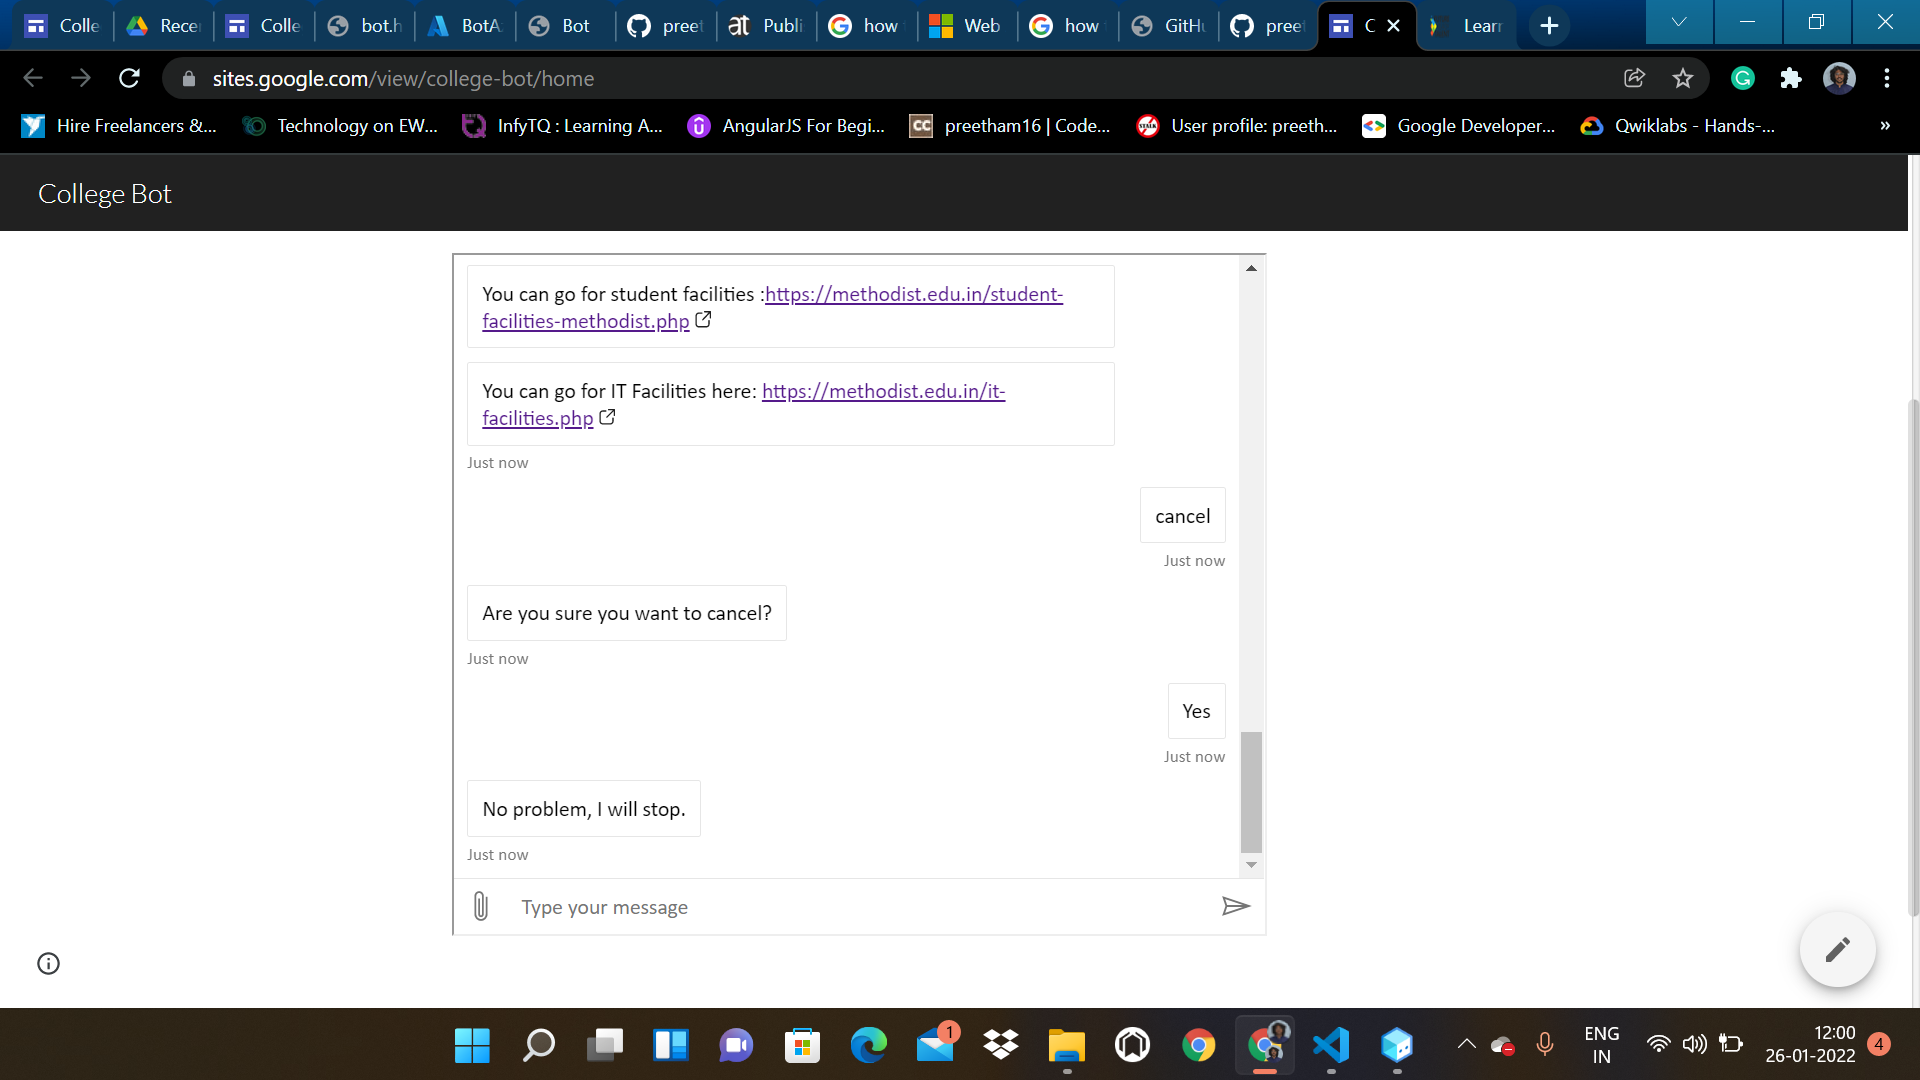 Colle
Rece
Colle
bot.h
BotA
Bot
preet
Publi
how
Web
how
GitHu
preet
C
Learn
sites.google.com/view/college-bot/home
Hire Freelancers &...
Technology on EW...
InfyTQ : Learning A...
AngularJS For Begi...
preetham16 | Code...
User profile: preeth...
Google Developer...
Qwiklabs - Hands-...
»
College Bot
You can go for student facilities :https://methodist.edu.in/student-
facilities-methodist.php
You can go for IT Facilities here: https://methodist.edu.in/it-
facilities.php
Just now
cancel
Just now
Are you sure you want to cancel?
Just now
Yes
Just now
No problem, I will stop.
Just now
Type your message
1
ENG
IN
12:00
26-01-2022
4